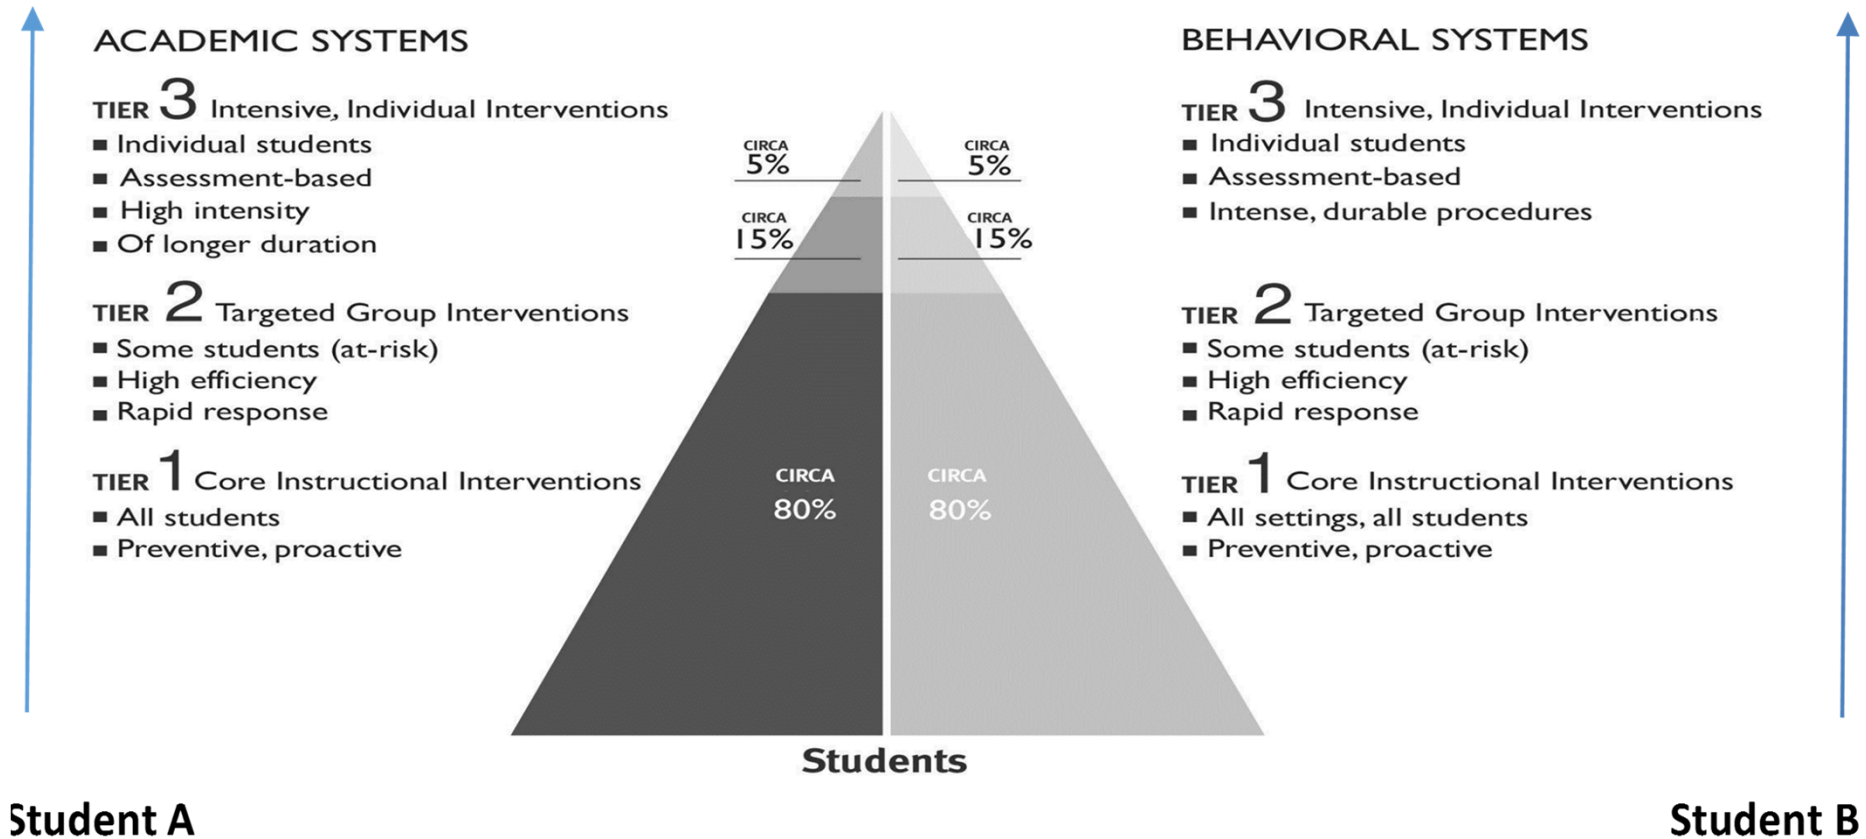 ACADEMIC SYSTEMS
TIER 3 Intensive, Individual Interventions
■ Individual students
■ Assessment-based
■ High intensity
■ Of longer duration
TIER 2 Targeted Group Interventions
■ Some students (at-risk)
■ High efficiency
■ Rapid response
TIER 1 Core Instructional Interventions
■ All students
■ Preventive, proactive
CIRCA
5%
CIRCA
15%
CIRCA
80%
CIRCA
5%
CIRCA
15%
CIRCA
80%
Students
BEHAVIORAL SYSTEMS
TIER 3 Intensive, Individual Interventions
■ Individual students
■ Assessment-based
■ Intense, durable procedures
TIER 2 Targeted Group Interventions
■ Some students (at-risk)
■ High efficiency
■ Rapid response
TIER 1 Core Instructional Interventions
■ All settings, all students
■ Preventive, proactive
Student A
Student B